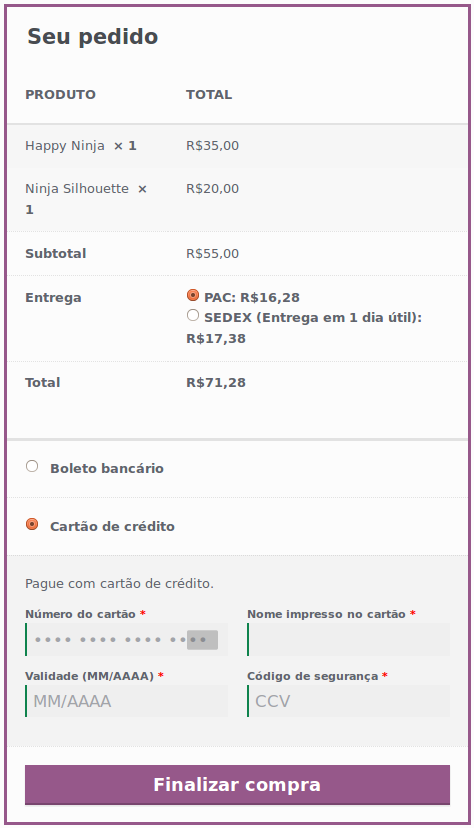 Seu pedido
PRODUTO TOTAL
Happy Ninja × 1 R$35,00
Ninja Silhouette × R$20,00
1
Subtotal R$55,00
Entrega PAC: R$16,28
SEDEX (Entrega em 1 dia útil):
R$17,38
Total R$71,28
Boleto bancário
Cartão de crédito
Pague com cartão de crédito.
Número do cartão * Nome impresso no cartão *
•••• •••• •••• ••••
Validade (MM/AAAA) * Código de segurança *
MM/AAAA CCV
Finalizar compra